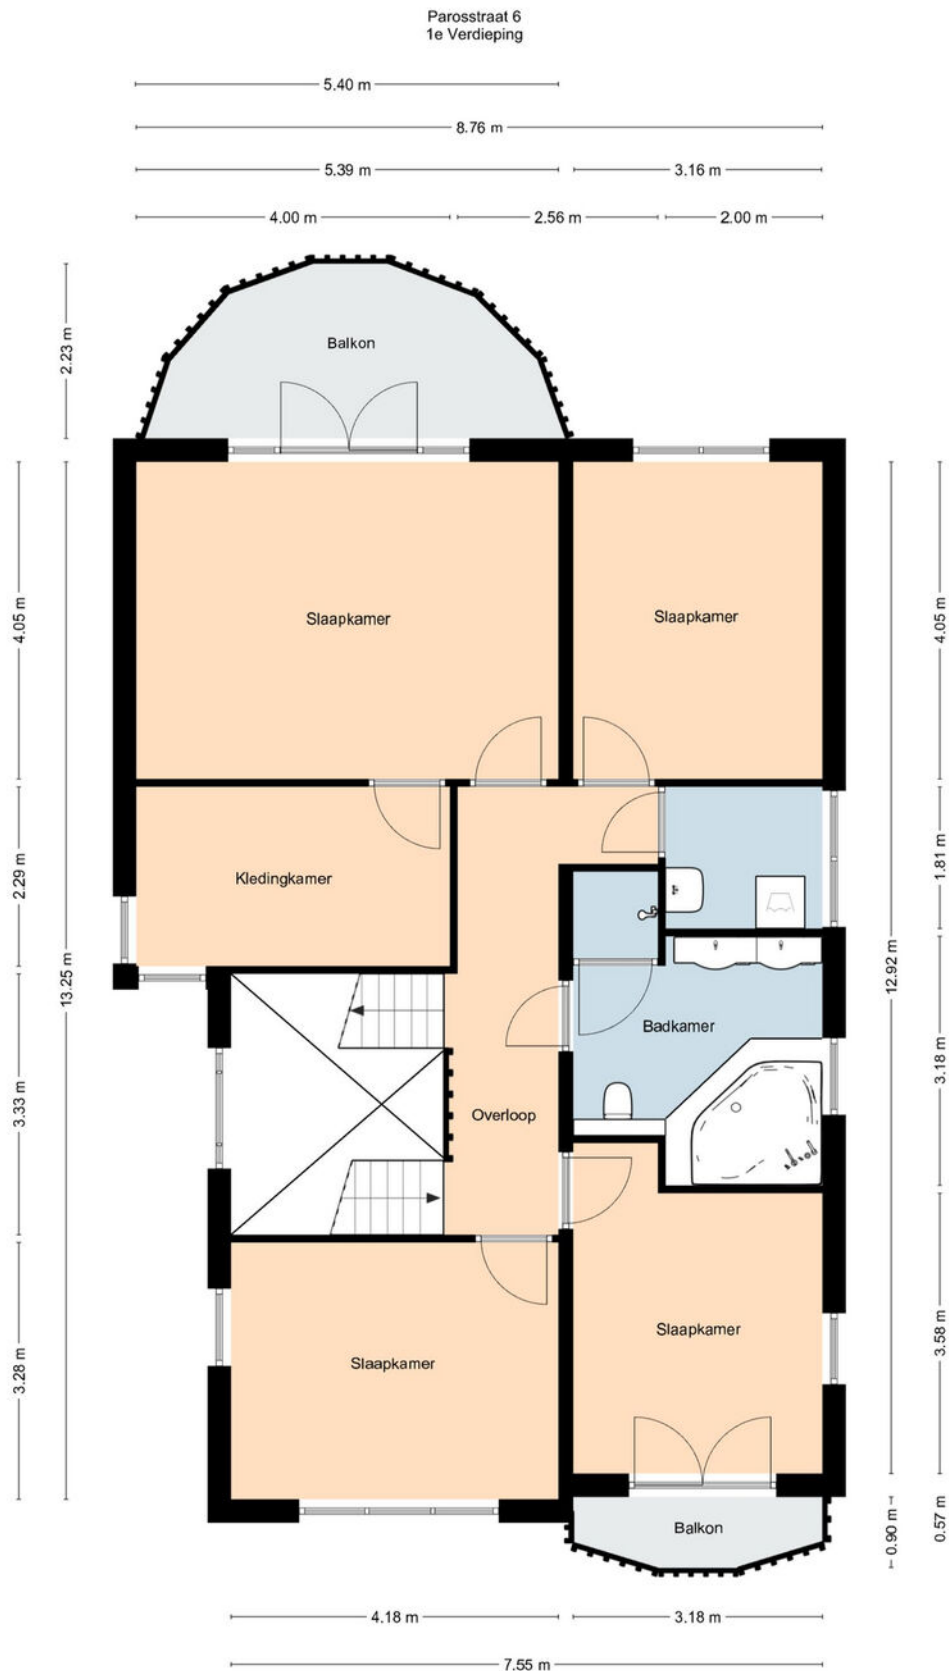 Parosstraat 6
1e Verdieping
5.40 m
8.76 m
5.39 m
3.16 m
4.00 m
2.56 m
2.00 m
2.23 m
Balkon
4.05 m
Slaapkamer
Slaapkamer
4.05 m
2.29 m
Kledingkamer
1.81 m
13.25 m
12.92 m
Badkamer
3.33 m
Overloop
3.18 m
3.28 m
Slaapkamer
Slaapkamer
3.58 m
Balkon
0.90 m
0.57 m
4.18 m
3.18 m
7.55 m